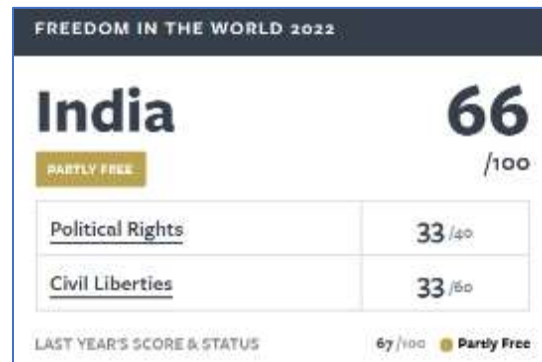 FREEDOM IN THE WORLD 2022
India 66
PARTLY FREE /100
Political Rights 33 /40
Civil Liberties 33 /60
LAST YEAR'S SCORE & STATUS 67 /100 Partly Free